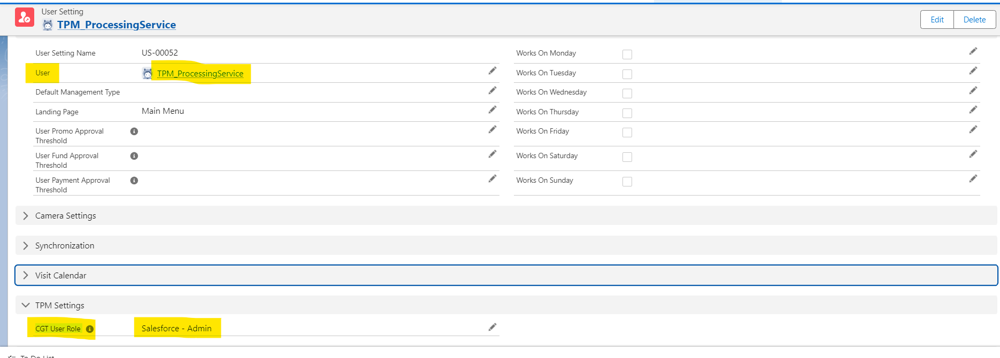 User Setting
TPM_ProcessingService
Edit
Delete
User Setting Name
US-00052
User
TPM_ProcessingService
Default Management Type
Landing Page
Main Menu
User Promo Approval
Threshold
User Fund Approval
Threshold
User Payment Approval
Threshold
Works On Monday
Works On Tuesday
Works On Wednesday
Works On Thursday
Works On Friday
Works On Saturday
Works On Sunday
Camera Settings
Synchronization
Visit Calendar
TPM Settings
CGT User Role
Salesforce - Admin
To Do List